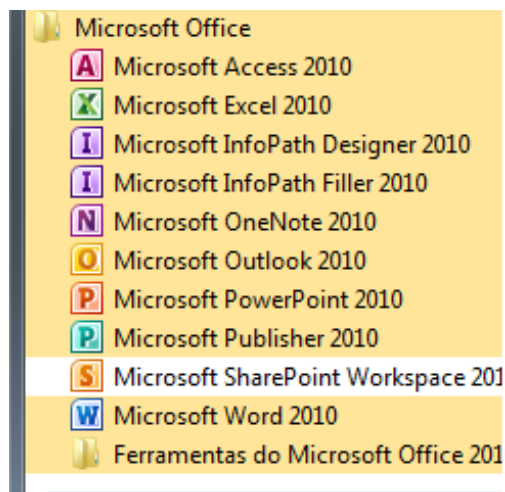 Microsoft Office
Microsoft Access 2010
Microsoft Excel 2010
Microsoft InfoPath Designer 2010
Microsoft InfoPath Filler 2010
Microsoft OneNote 2010
Microsoft Outlook 2010
Microsoft PowerPoint 2010
Microsoft Publisher 2010
Microsoft SharePoint Workspace 201
Microsoft Word 2010
Ferramentas do Microsoft Office 201